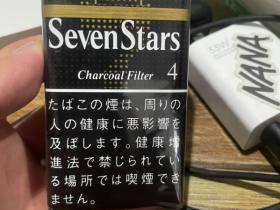 SevenStars
Charcoal Filter 4
たばこの煙は、周りの
人の健康に悪影響を
及ぼします。健康増
進法で禁じられてい
る場所では喫煙でき
ません。
NANA